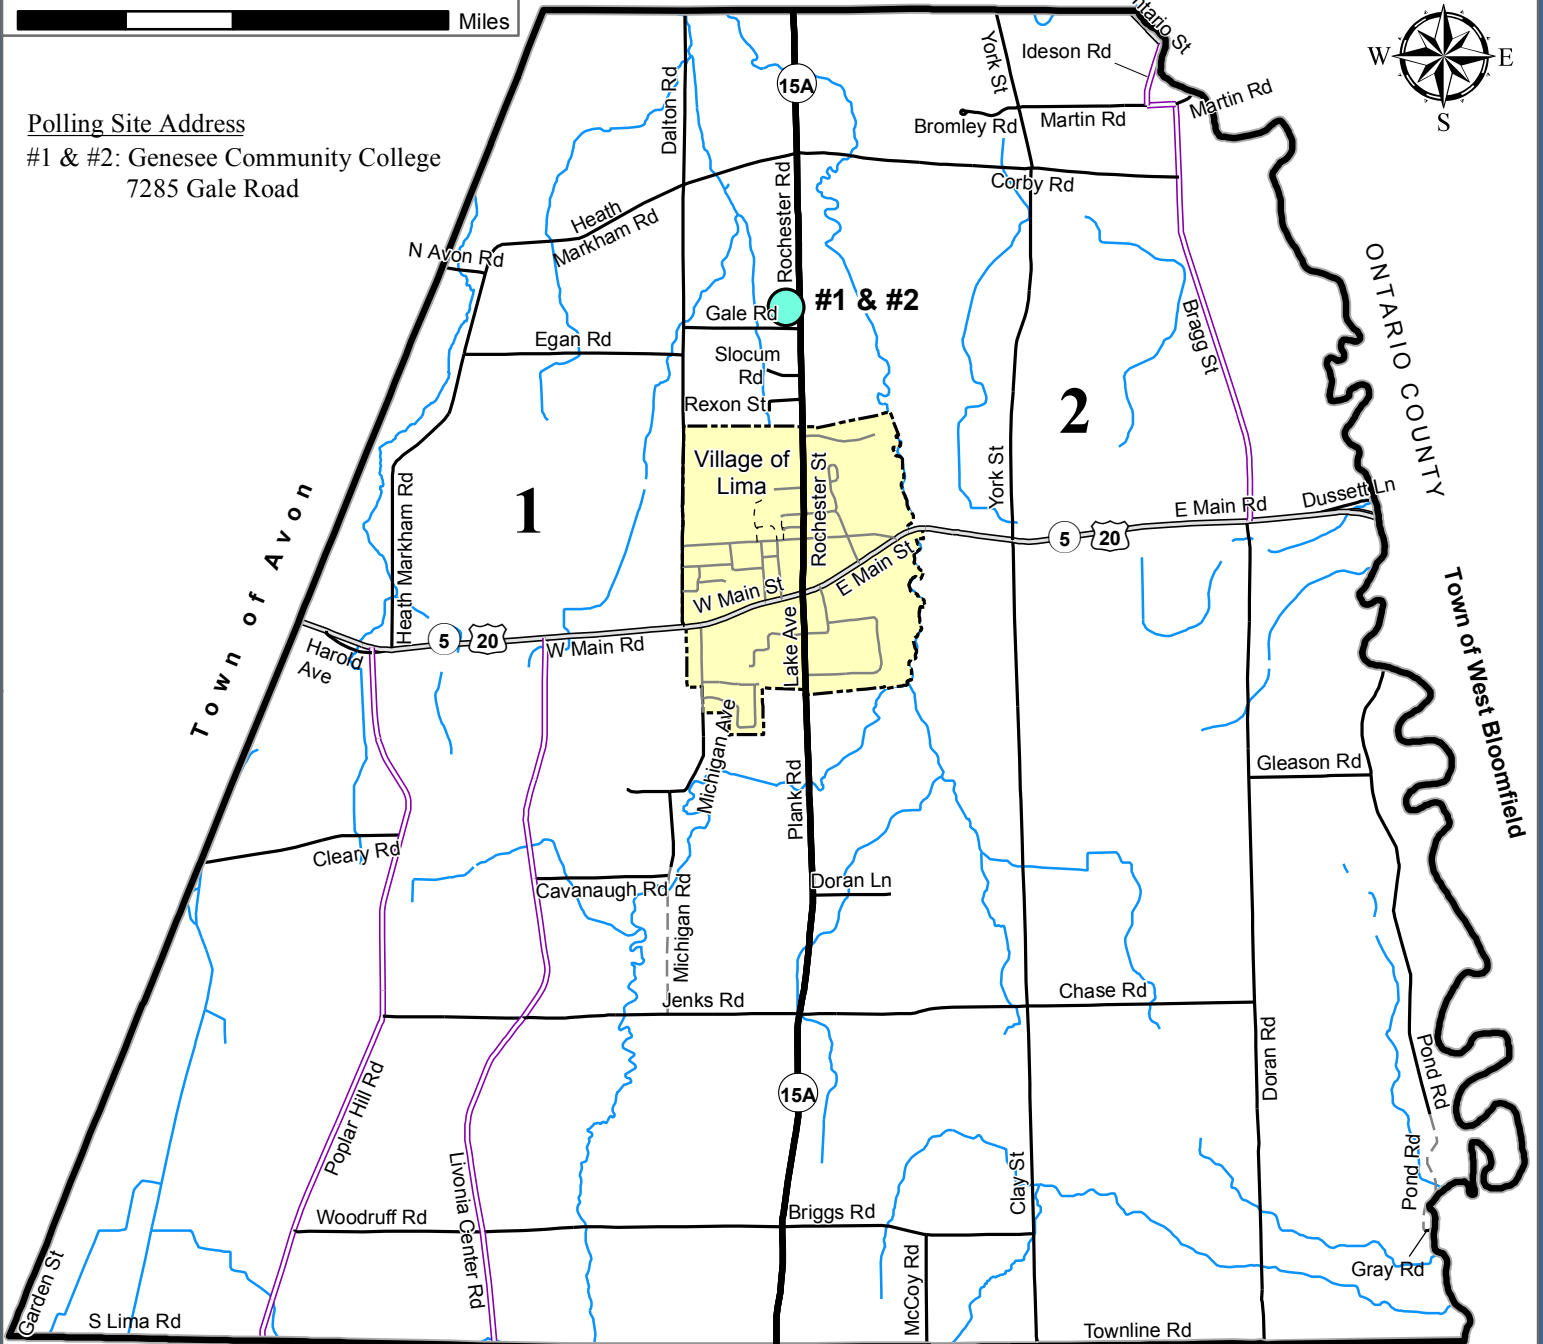 Miles
Polling Site Address
#1 & #2: Genesee Community College
7285 Gale Road
ntario St
Ideson Rd
York St
15A
Dalton Rd
W
E
S
Martin Rd
Martin Rd
Bromley Rd
Corby Rd
Rochester Rd
Heath
Markham Rd
N Avon Rd
ONTARIO COUNTY
#1 & #2
Gale Rd
Bragg St
Egan Rd
Slocum
Rd
Rexon St
2
Village of
Lima
Rochester St
York St
Heath Markham Rd
1
Town of Avon
E Main Rd
Dussett Ln
5
20
E Main St
W Main St
Town of West Bloomfield
5
20
W Main Rd
Harold
Ave
Lake Ave
Michigan Ave
Plank Rd
Gleason Rd
Cleary Rd
Cavanaugh Rd
Michigan Rd
Doran Ln
Jenks Rd
Chase Rd
Doran Rd
Pond Rd
15A
Poplar Hill Rd
Livonia Center Rd
Clay St
Pond Rd
Woodruff Rd
Briggs Rd
McCoy Rd
Gray Rd
Garden St
S Lima Rd
Townline Rd